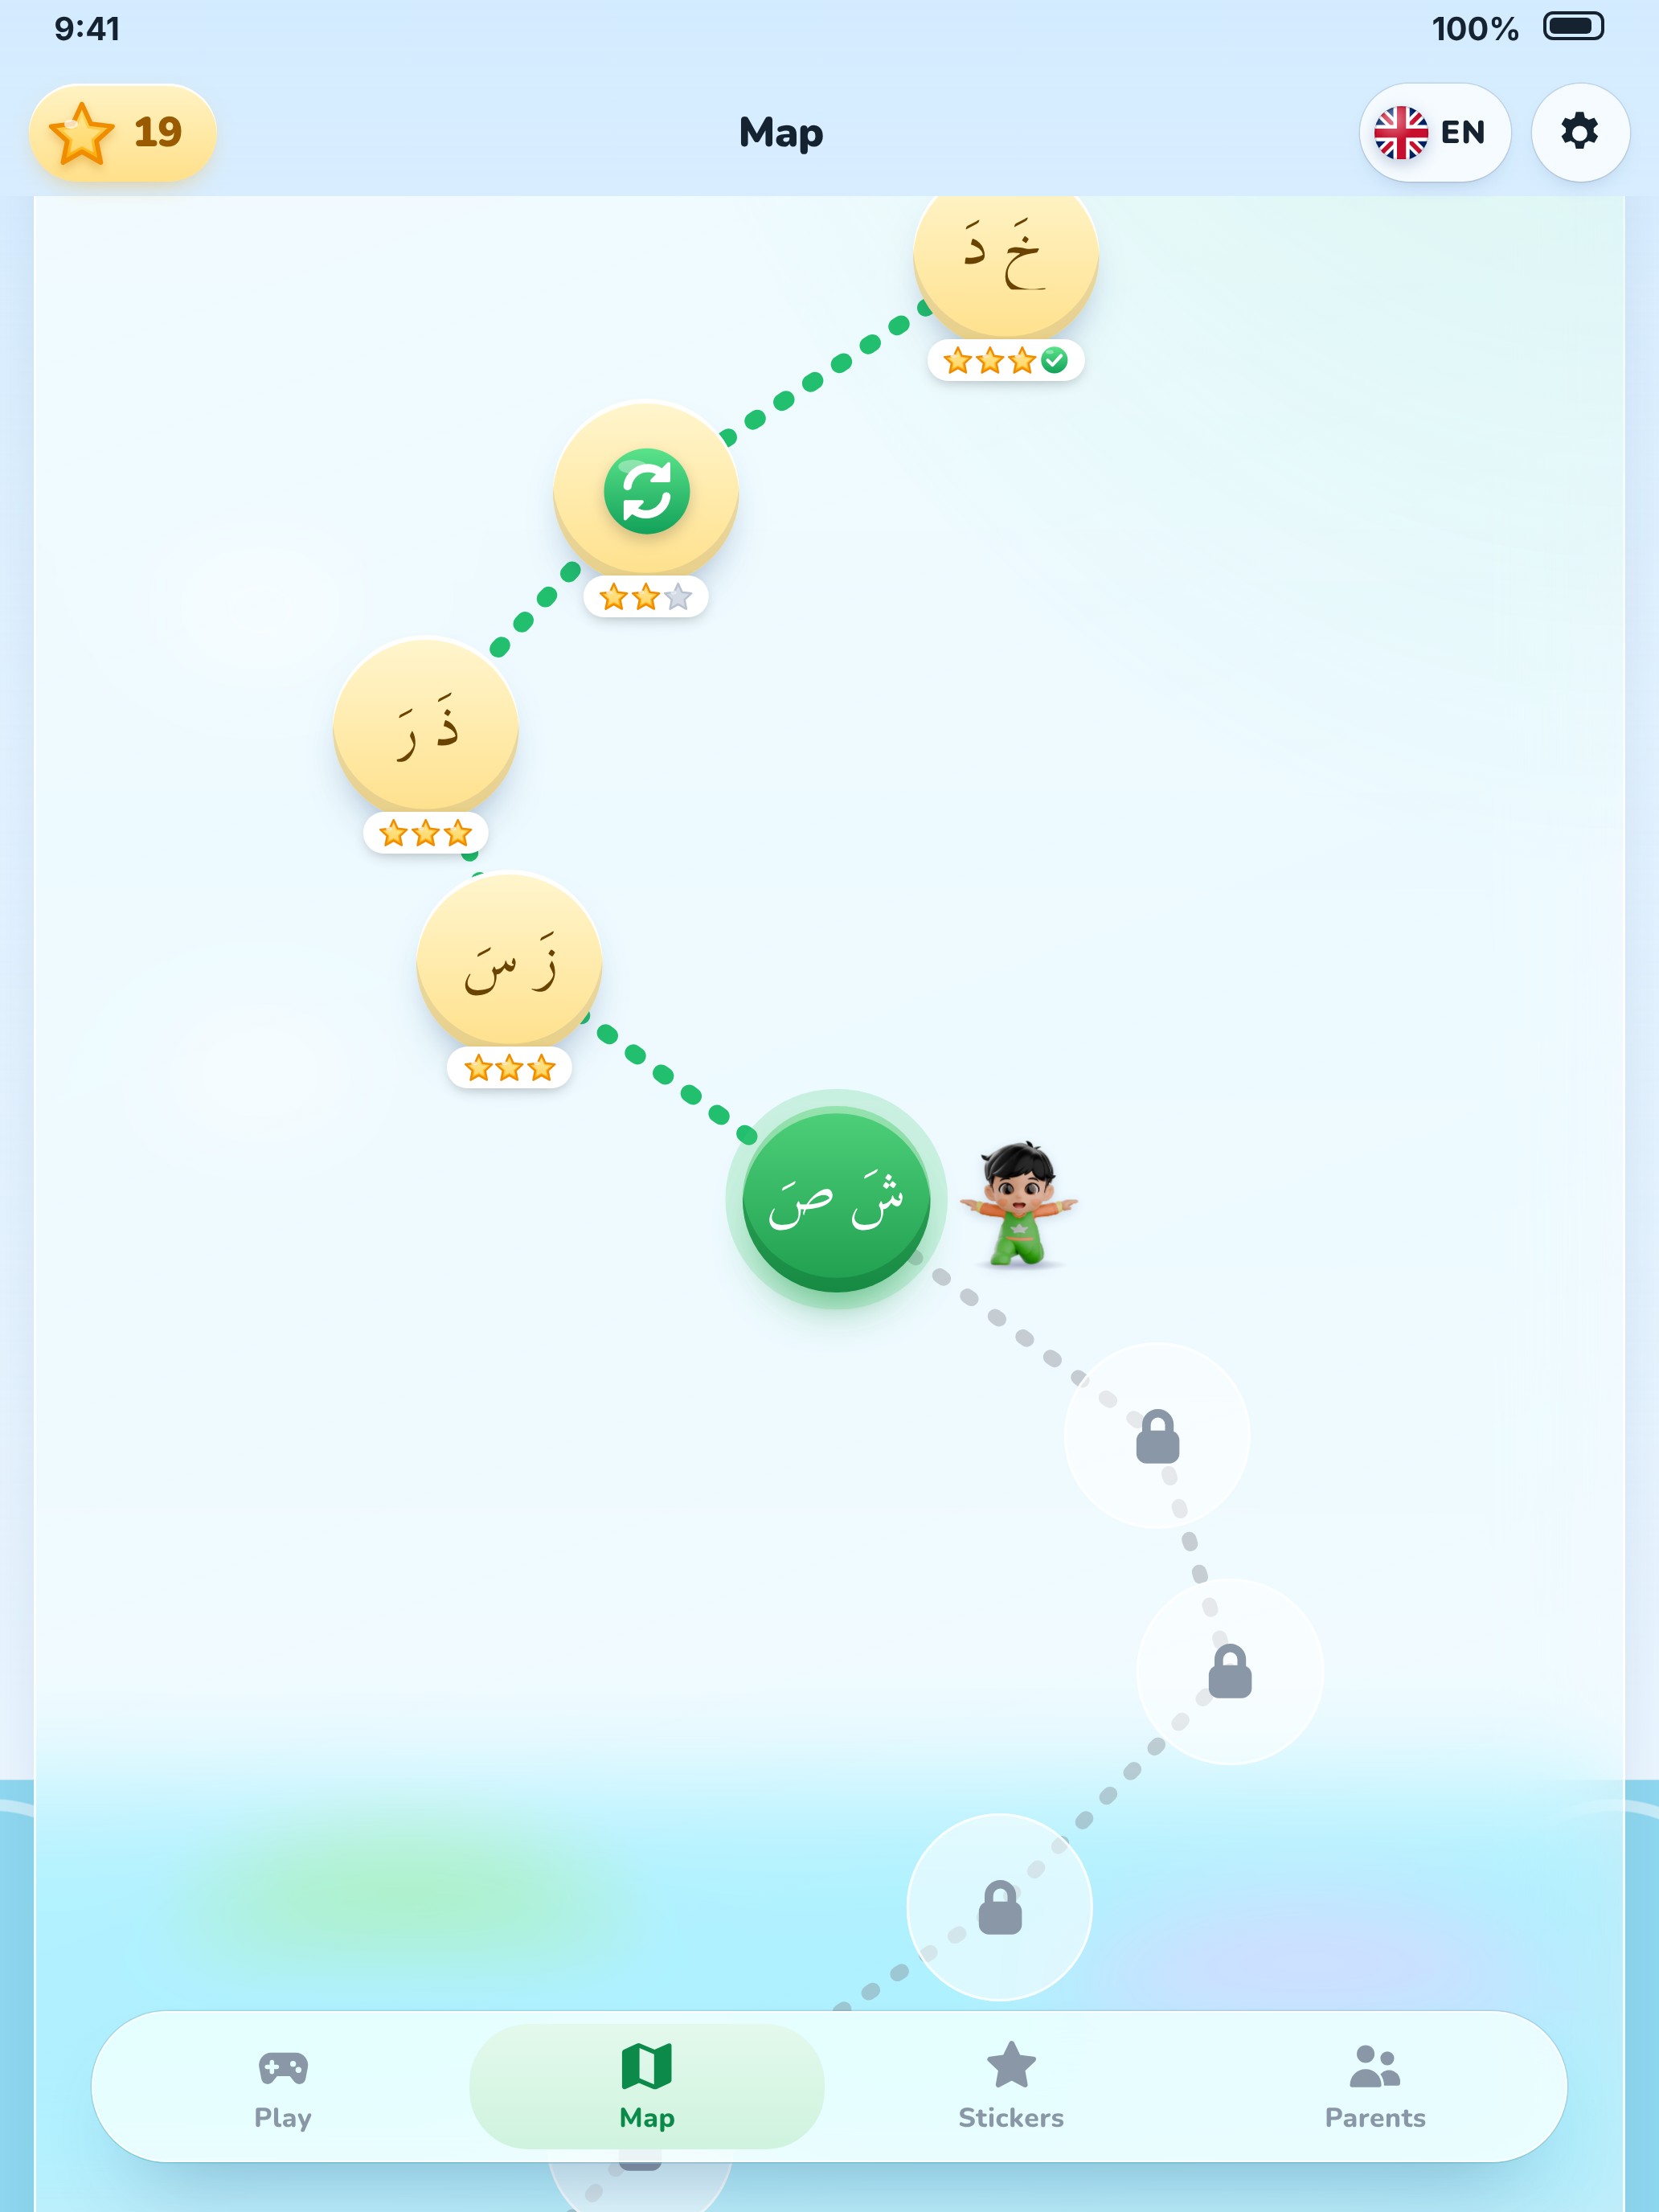 9:41
100%
19
Map
EN
خَ دَ
ذَ رَ
زَ سَ
شَ صَ
Play
Map
Stickers
Parents